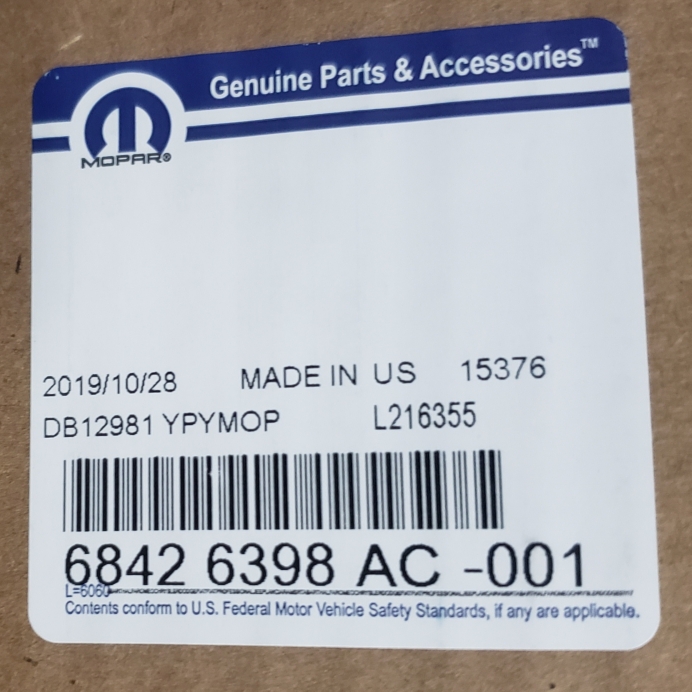 Genuine Parts & Accessories™
MOPAR®
2019/10/28 MADE IN US 15376
DB12981 YPYMOP L216355
6842 6398 AC -001
L=6060
Contents conform to U.S. Federal Motor Vehicle Safety Standards, if any are applicable.